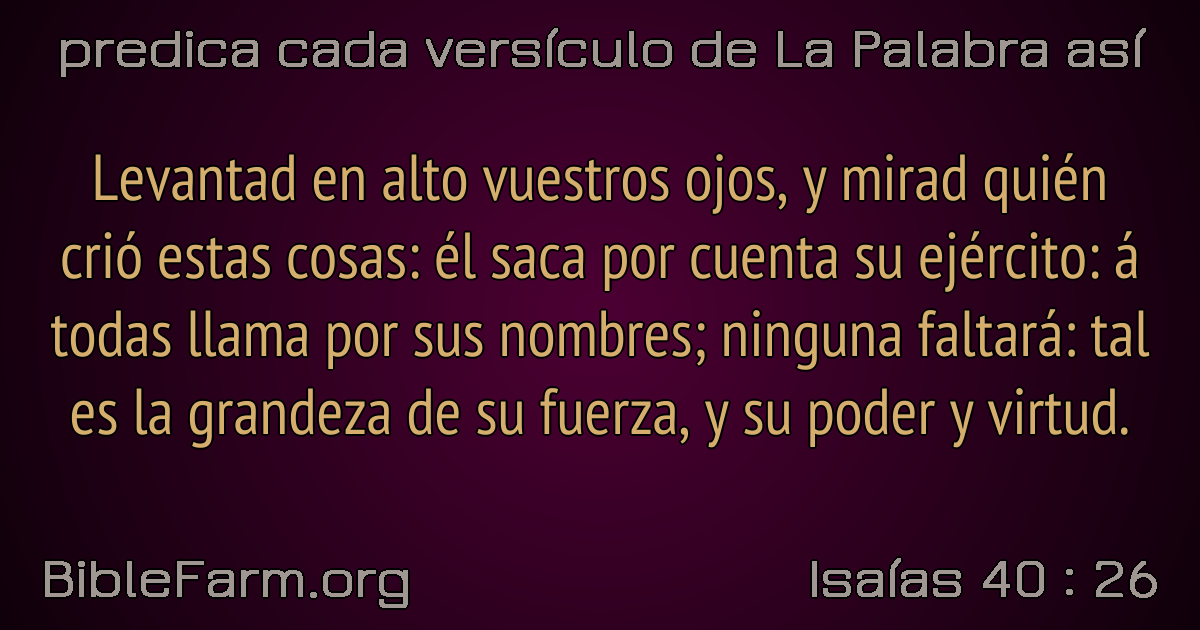 predica cada versículo de La Palabra así
Levantad en alto vuestros ojos, y mirad quién
crió estas cosas: él saca por cuenta su ejército: á
todas llama por sus nombres; ninguna faltará: tal
es la grandeza de su fuerza, y su poder y virtud.
BibleFarm.org
Isaías 40 : 26